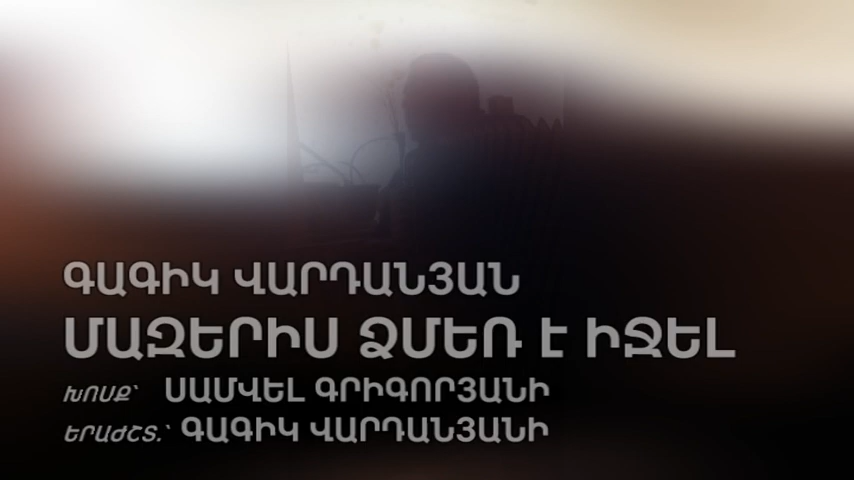 ԳԱԳԻԿ ՎԱՐԴԱՆՅԱՆ
ՄԱԶԵՐԻՍ ՁՄԵՌ Է ԻՋԵԼ
ԽՈՍՔ՝ ՍԱՄՎԵԼ ԳՐԻԳՈՐՅԱՆԻ
ԵՐԱԺՇՏ.՝ ԳԱԳԻԿ ՎԱՐԴԱՆՅԱՆԻ